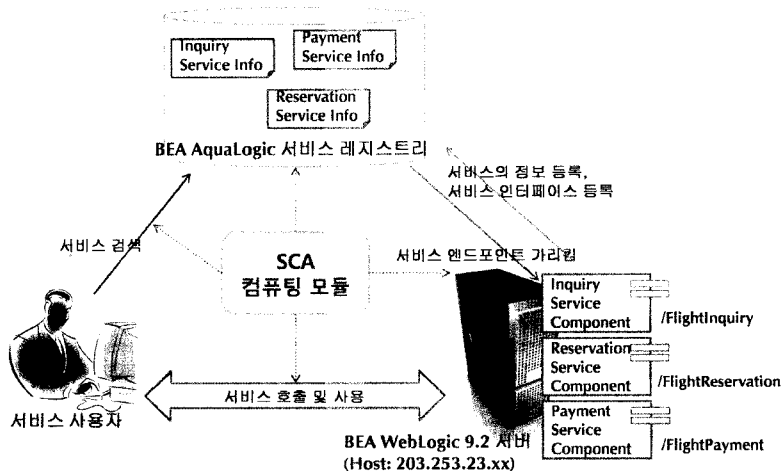 Inquiry
Service Info
Payment
Service Info
Reservation
Service Info
BEA AquaLogic 서비스 레지스트리
서비스의 정보 등록,
서비스 인터페이스 등록
서비스 검색
SCA
컴퓨팅 모듈
서비스 엔드포인트 가리킴
Inquiry
Service
Component
/FlightInquiry
Reservation
Service
Component
/FlightReservation
Payment
Service
Component
/FlightPayment
서비스 사용자
서비스 호출 및 사용
BEA WebLogic 9.2 서버
(Host: 203.253.23.xx)